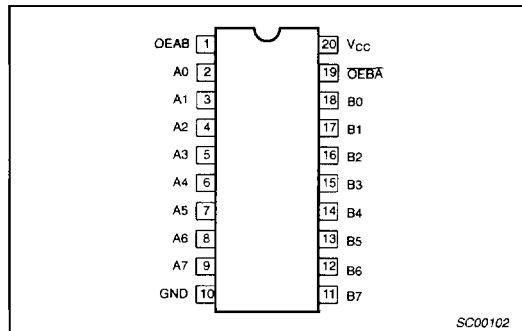 OEAB 1 20 VCC
A0 2 19 O̅E̅B̅A̅
A1 3 18 B0
A2 4 17 B1
A3 5 16 B2
A4 6 15 B3
A5 7 14 B4
A6 8 13 B5
A7 9 12 B6
GND 10 11 B7
SC00102